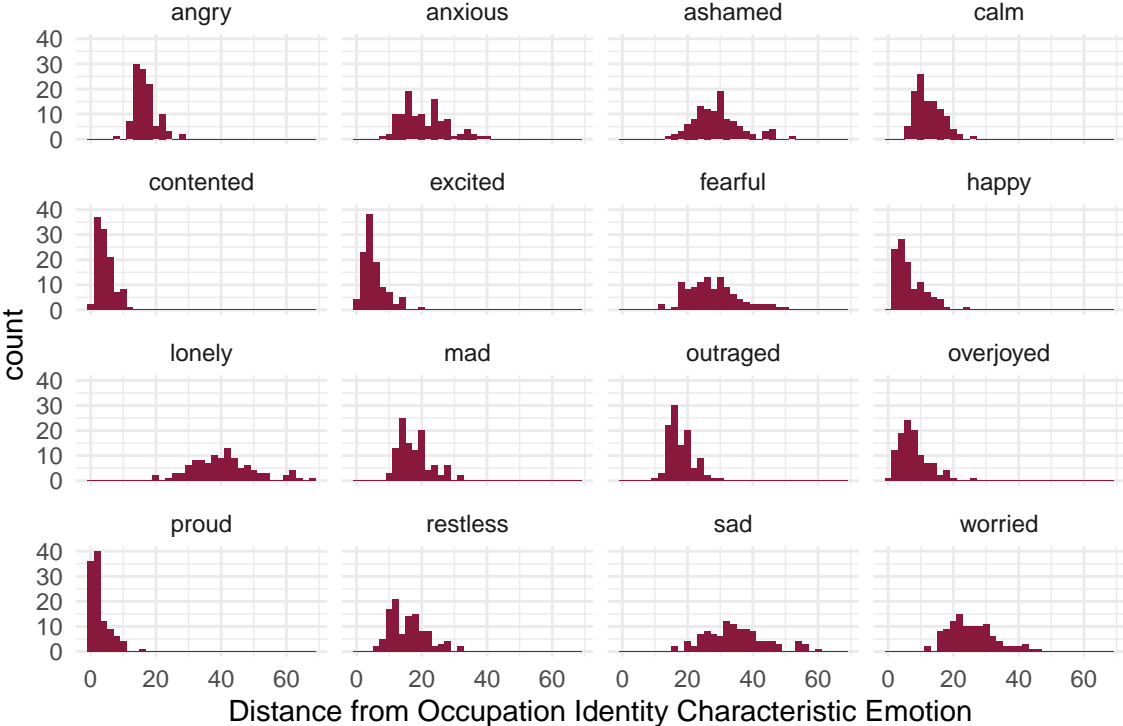 angry anxious ashamed calm
40
30
20
10
0
contented excited fearful happy
40
30
20
10
0
lonely mad outraged overjoyed
40
30
20
10
0
proud restless sad worried
40
30
20
10
0
0 20 40 60 0 20 40 60 0 20 40 60 0 20 40 60
count
Distance from Occupation Identity Characteristic Emotion